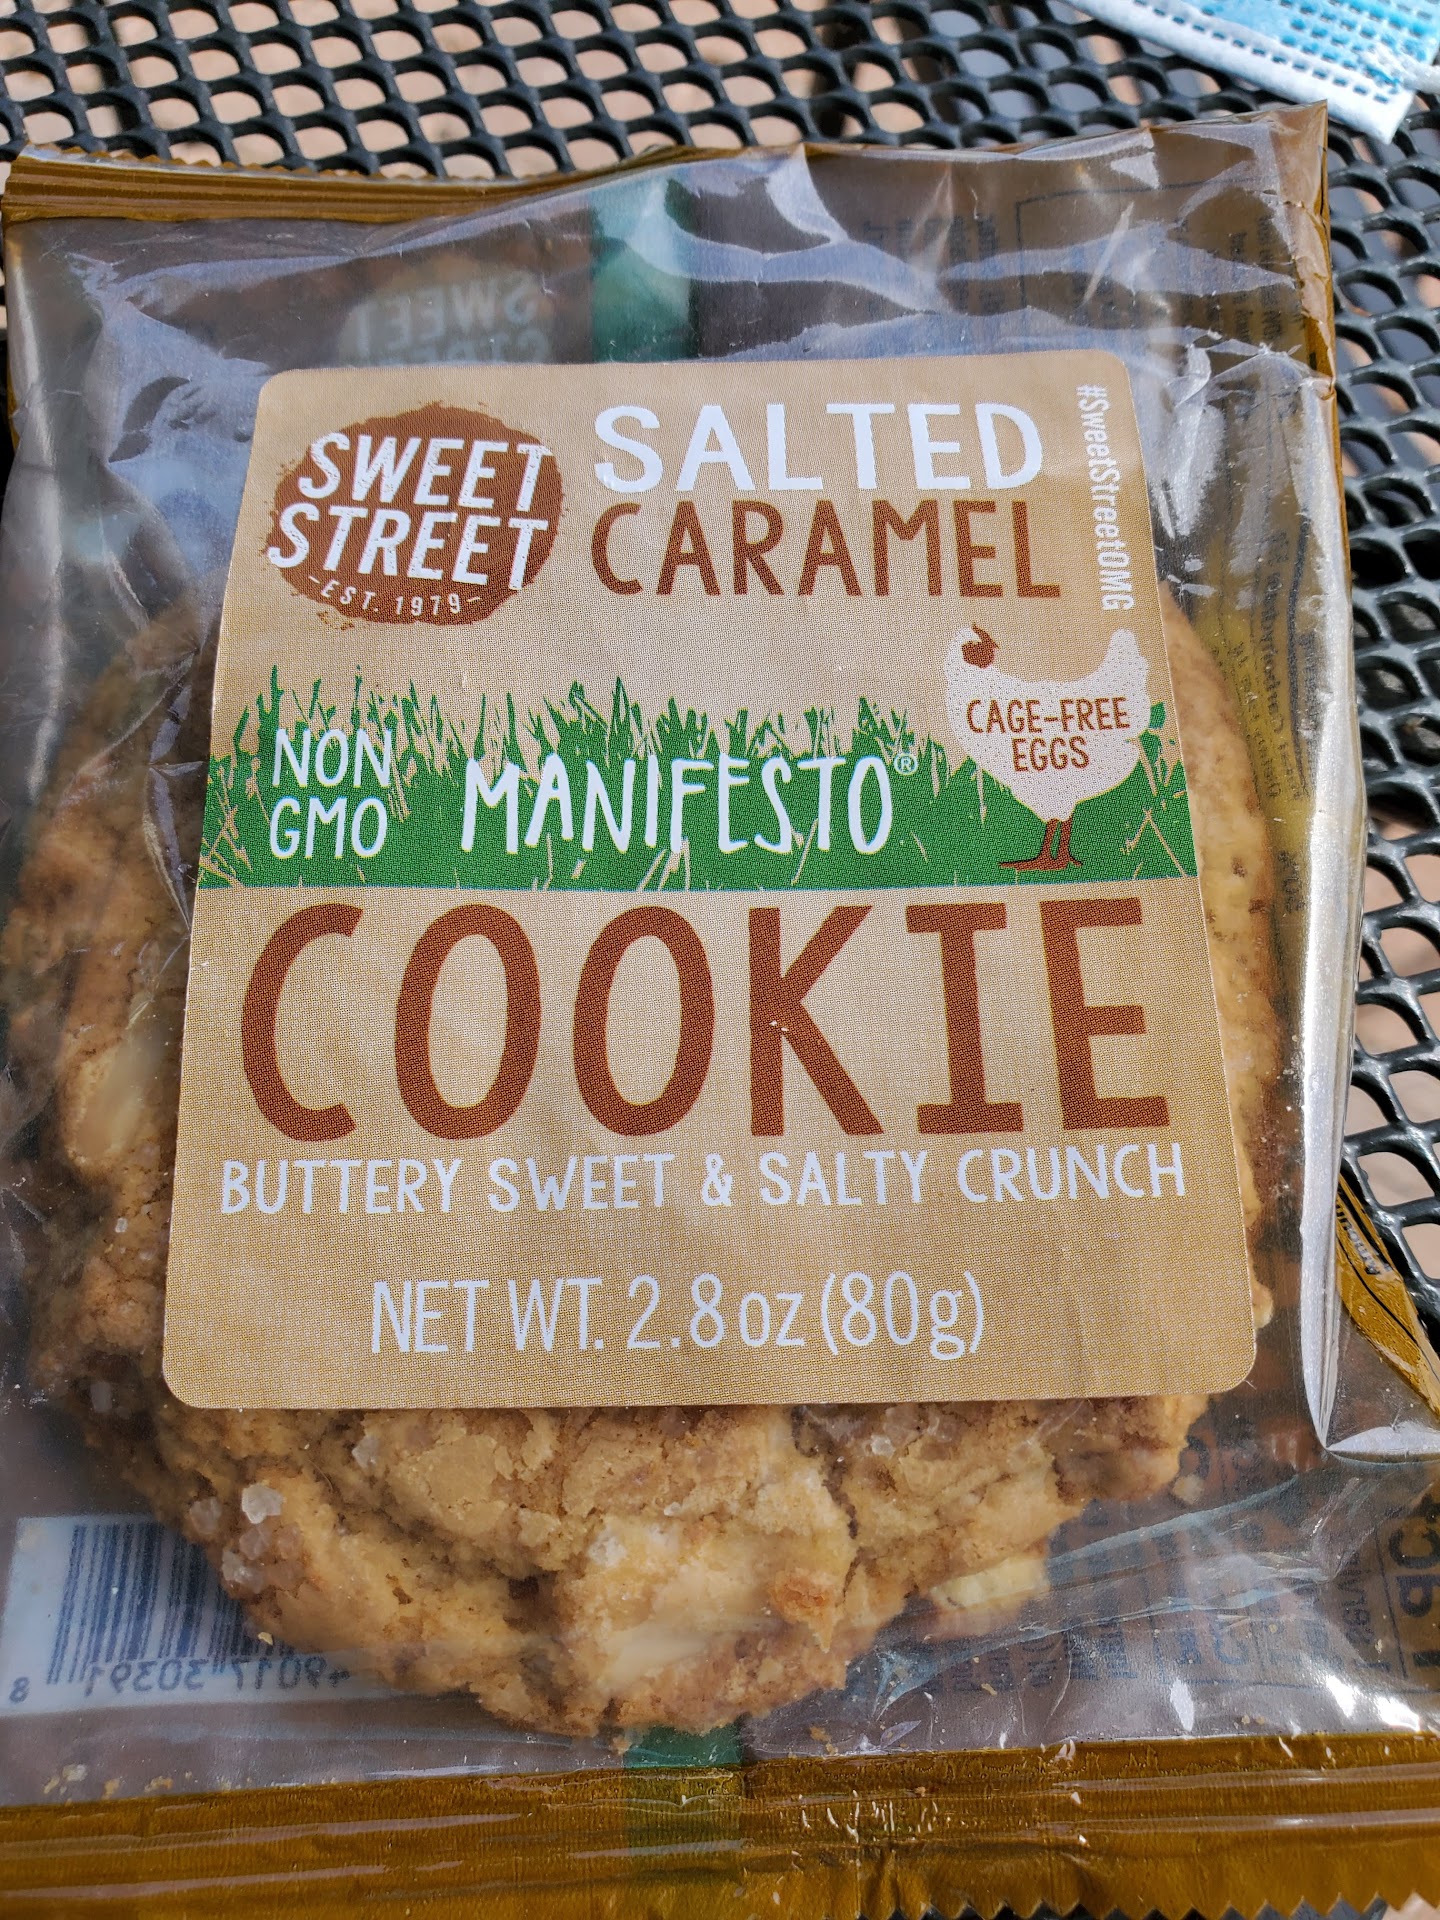 SWEET
STREET
EST. 1979
SALTED
CARAMEL
#SweetStreetOMG
NON
GMO
MANIFESTO®
CAGE-FREE
EGGS
COOKIE
BUTTERY SWEET & SALTY CRUNCH
NET WT. 2.8 oz (80g)
SWEET